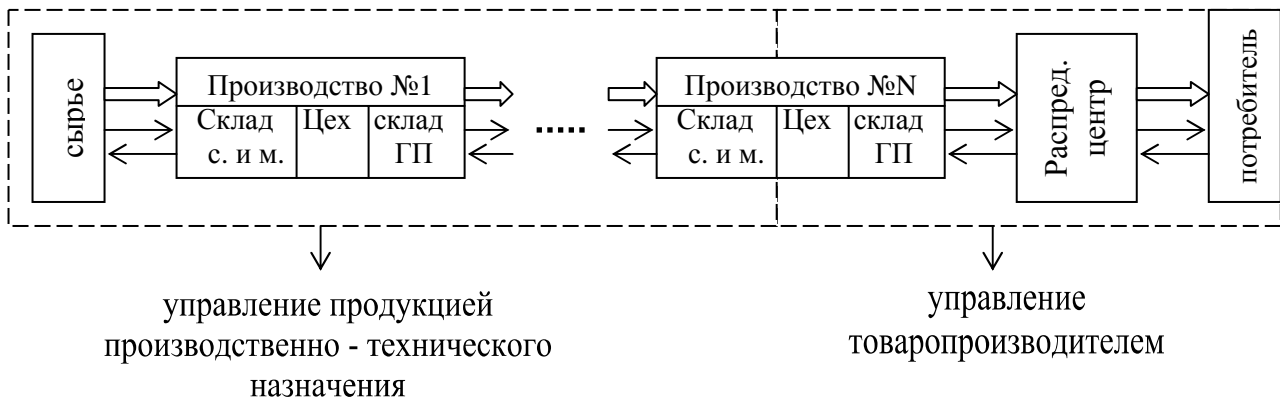 сырье
Производство №1
Склад с. и м.
Цех
склад ГП
.....
Производство №N
Склад с. и м.
Цех
склад ГП
Распред. центр
потребитель
управление продукцией
производственно - технического
назначения
управление
товаропроизводителем